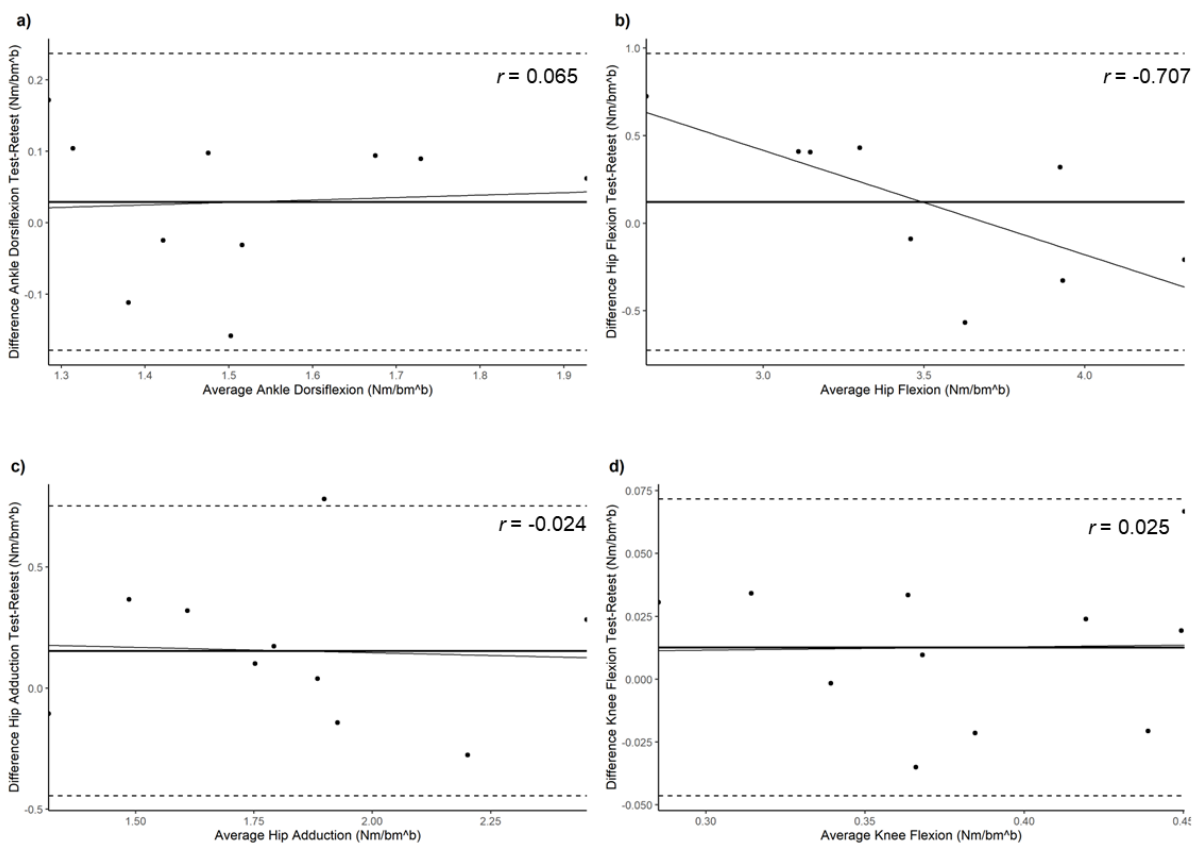 a)
Difference Ankle Dorsiflexion Test-Retest (Nm/bm^b)
r = 0.065
0.2
0.1
0.0
-0.1
1.3 1.4 1.5 1.6 1.7 1.8 1.9
Average Ankle Dorsiflexion (Nm/bm^b)
b)
Difference Hip Flexion Test-Retest (Nm/bm^b)
r = -0.707
1.0
0.5
0.0
-0.5
3.0 3.5 4.0
Average Hip Flexion (Nm/bm^b)
c)
Difference Hip Adduction Test-Retest (Nm/bm^b)
r = -0.024
0.5
0.0
-0.5
1.50 1.75 2.00 2.25
Average Hip Adduction (Nm/bm^b)
d)
Difference Knee Flexion Test-Retest (Nm/bm^b)
r = 0.025
0.075
0.050
0.025
0.000
-0.025
-0.050
0.30 0.35 0.40 0.45
Average Knee Flexion (Nm/bm^b)